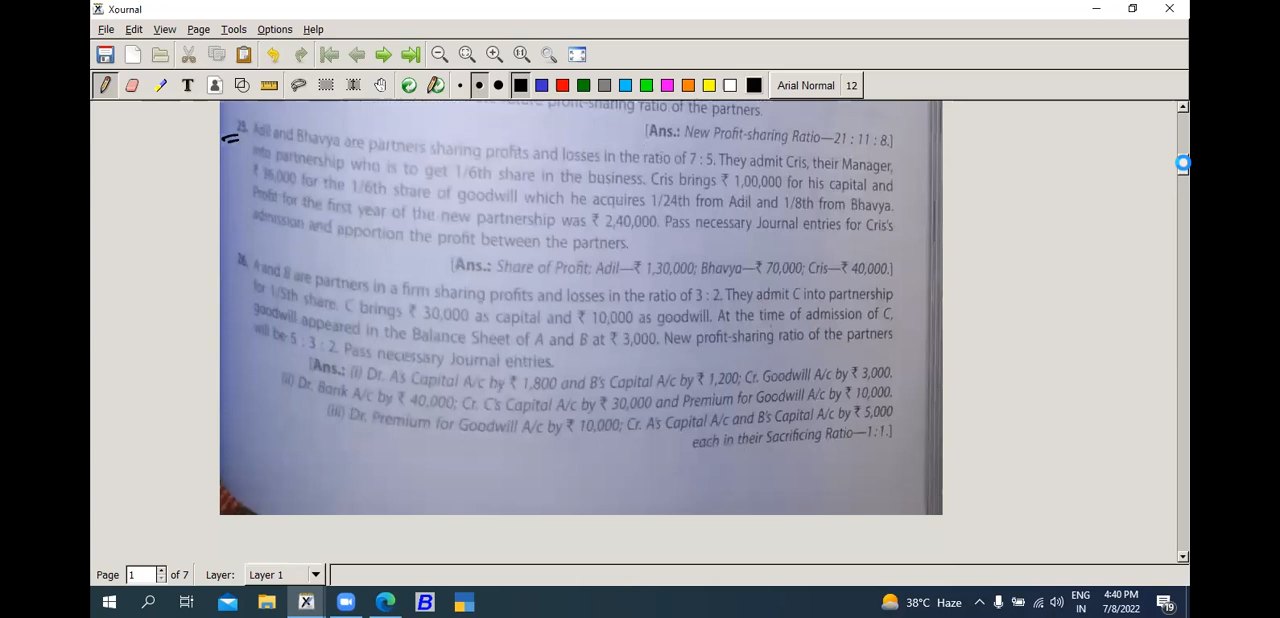 Xournal
File Edit View Page Tools Options Help
Arial Normal 12
profit-sharing ratio of the partners.
[Ans.: New Profit-sharing Ratio—21 : 11 : 8.]
25. Adil and Bhavya are partners sharing profits and losses in the ratio of 7 : 5. They admit Cris, their Manager,
into partnership who is to get 1/6th share in the business. Cris brings ₹ 1,00,000 for his capital and
₹ 16,000 for the 1/6th share of goodwill which he acquires 1/24th from Adil and 1/8th from Bhavya.
Profit for the first year of the new partnership was ₹ 2,40,000. Pass necessary Journal entries for Cris's
admission and apportion the profit between the partners.
[Ans.: Share of Profit: Adil—₹ 1,30,000; Bhavya—₹ 70,000; Cris—₹ 40,000.]
26. A and B are partners in a firm sharing profits and losses in the ratio of 3 : 2. They admit C into partnership
for 1/5th share. C brings ₹ 30,000 as capital and ₹ 10,000 as goodwill. At the time of admission of C,
goodwill appeared in the Balance Sheet of A and B at ₹ 3,000. New profit-sharing ratio of the partners
will be 5 : 3 : 2. Pass necessary Journal entries.
[Ans.: (i) Dr. A's Capital A/c by ₹ 1,800 and B's Capital A/c by ₹ 1,200; Cr. Goodwill A/c by ₹ 3,000.
(ii) Dr. Bank A/c by ₹ 40,000; Cr. C's Capital A/c by ₹ 30,000 and Premium for Goodwill A/c by ₹ 10,000.
(iii) Dr. Premium for Goodwill A/c by ₹ 10,000; Cr. A's Capital A/c and B's Capital A/c by ₹ 5,000
each in their Sacrificing Ratio—1 : 1.]
Page 1 of 7 Layer: Layer 1
38°C Haze ENG IN 4:40 PM 7/8/2022 19